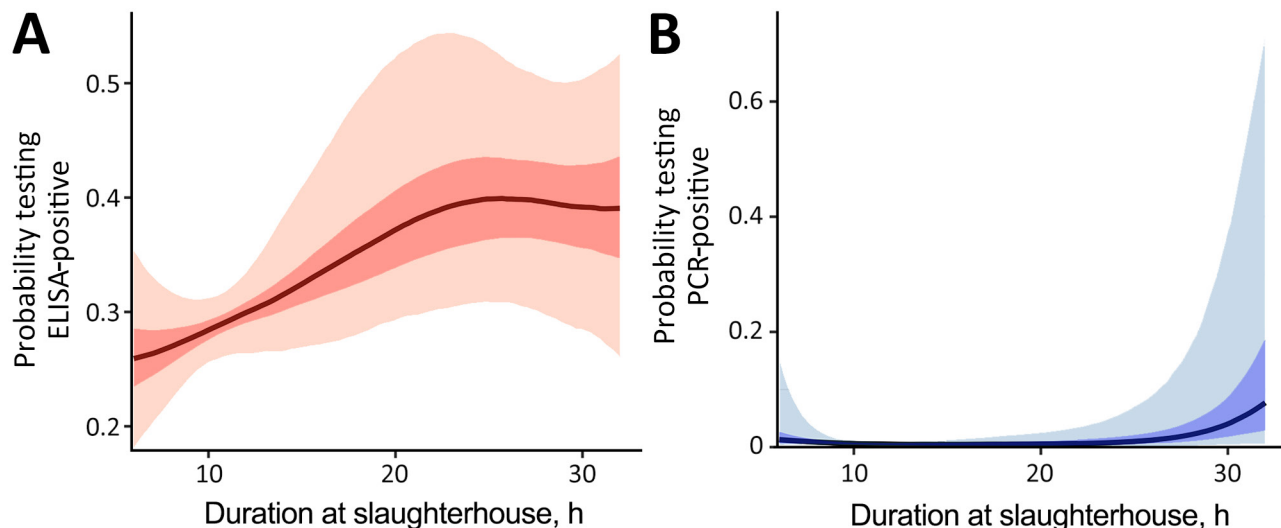 A
Probability testing
ELISA-positive
0.5
0.4
0.3
0.2
10
20
30
Duration at slaughterhouse, h
B
Probability testing
PCR-positive
0.6
0.4
0.2
0
10
20
30
Duration at slaughterhouse, h